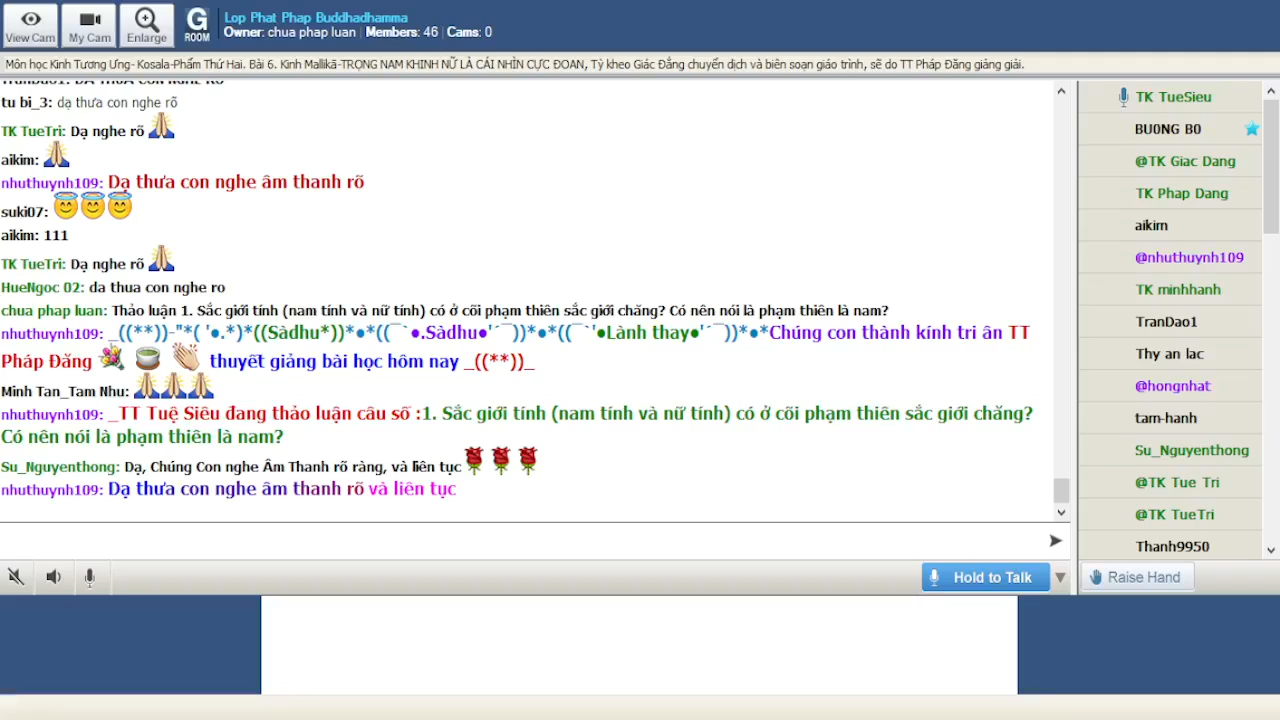 View Cam
My Cam
Enlarge
G
ROOM
Lop Phat Phap Buddhadhamma
Owner: chua phap luan Members: 46 Cams: 0
Môn học Kinh Tương Ưng- Kosala-Phẩm Thứ Hai. Bài 6. Kinh Mallikā-TRỌNG NAM KHINH NỮ LÀ CÁI NHÌN CỰC ĐOAN, Tỳ kheo Giác Đẳng chuyển dịch và biên soạn giáo trình, sẽ do TT Pháp Đăng giảng giải.
tu bi_3: dạ thưa con nghe rõ
TK TueTri: Dạ nghe rõ 🙏
aikim: 🙏
nhuthuynh109: Dạ thưa con nghe âm thanh rõ
suki07: 😇😇😇
aikim: 111
TK TueTri: Dạ nghe rõ 🙏
HueNgoc 02: da thua con nghe ro
chua phap luan: Thảo luận 1. Sắc giới tính (nam tính và nữ tính) có ở cõi phạm thiên sắc giới chăng? Có nên nói là phạm thiên là nam?
nhuthuynh109: _((**))-"*( '●.*)*((Sàdhu*))*●*((¯`●.Sàdhu●'´¯))*●*((¯`'●Lành thay●'´¯))*●*Chúng con thành kính tri ân TT
Pháp Đăng 💐 🍵 👏 thuyết giảng bài học hôm nay _((**))_
Minh Tan_Tam Nhu: 🙏🙏🙏
nhuthuynh109: _TT Tuệ Siêu đang thảo luận câu số :1. Sắc giới tính (nam tính và nữ tính) có ở cõi phạm thiên sắc giới chăng?
Có nên nói là phạm thiên là nam?
Su_Nguyenthong: Dạ, Chúng Con nghe Âm Thanh rõ ràng, và liên tục 🌹🌹🌹
nhuthuynh109: Dạ thưa con nghe âm thanh rõ và liên tục
Hold to Talk
TK TueSieu
BU0NG B0
@TK Giac Dang
TK Phap Dang
aikim
@nhuthuynh109
TK minhhanh
TranDao1
Thy an lac
@hongnhat
tam-hanh
Su_Nguyenthong
@TK Tue Tri
@TK TueTri
Thanh9950
Raise Hand